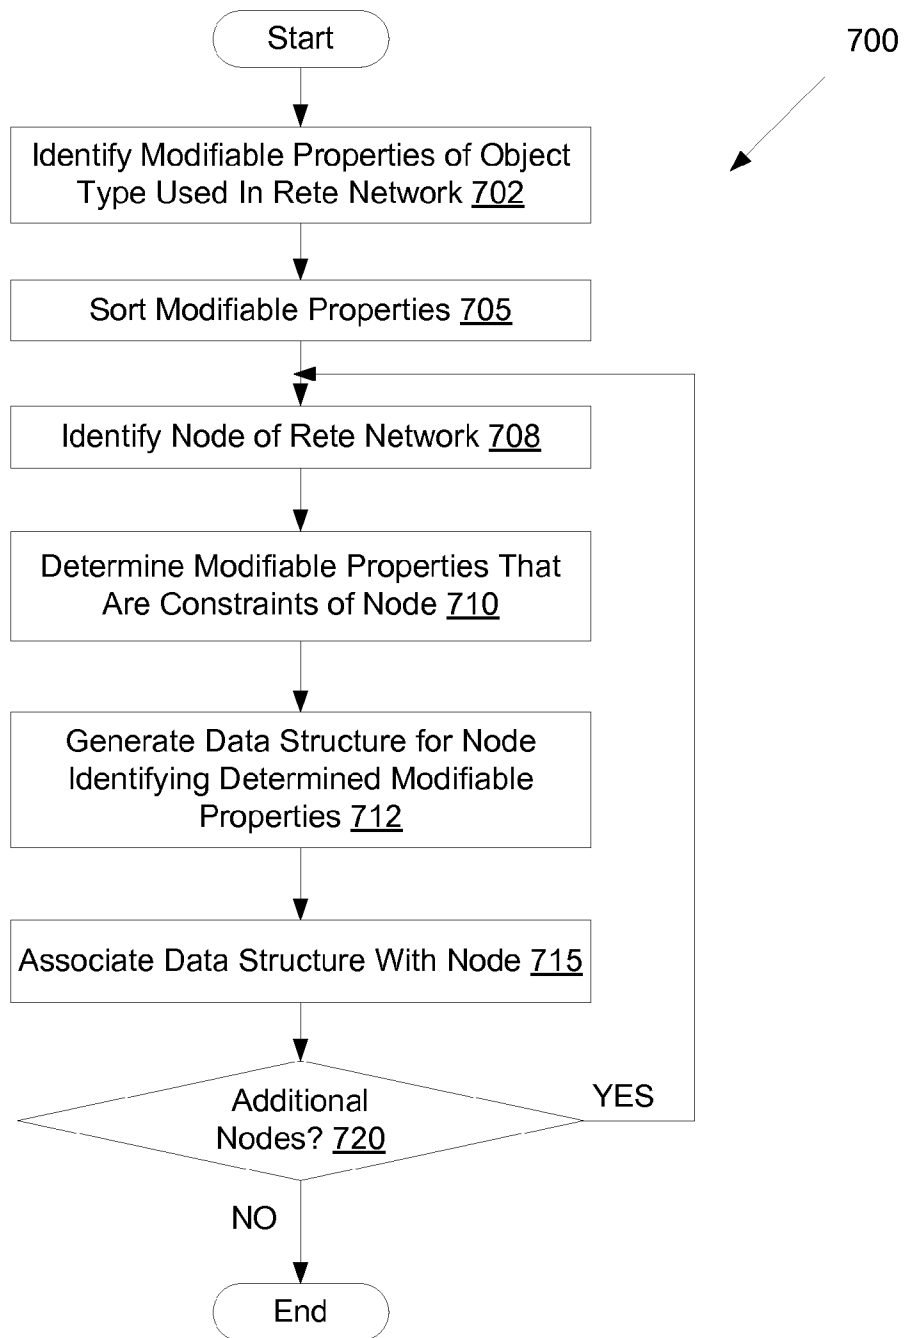 Start
700
Identify Modifiable Properties of Object
Type Used In Rete Network 702
Sort Modifiable Properties 705
Identify Node of Rete Network 708
Determine Modifiable Properties That
Are Constraints of Node 710
Generate Data Structure for Node
Identifying Determined Modifiable
Properties 712
Associate Data Structure With Node 715
Additional
Nodes? 720
YES
NO
End